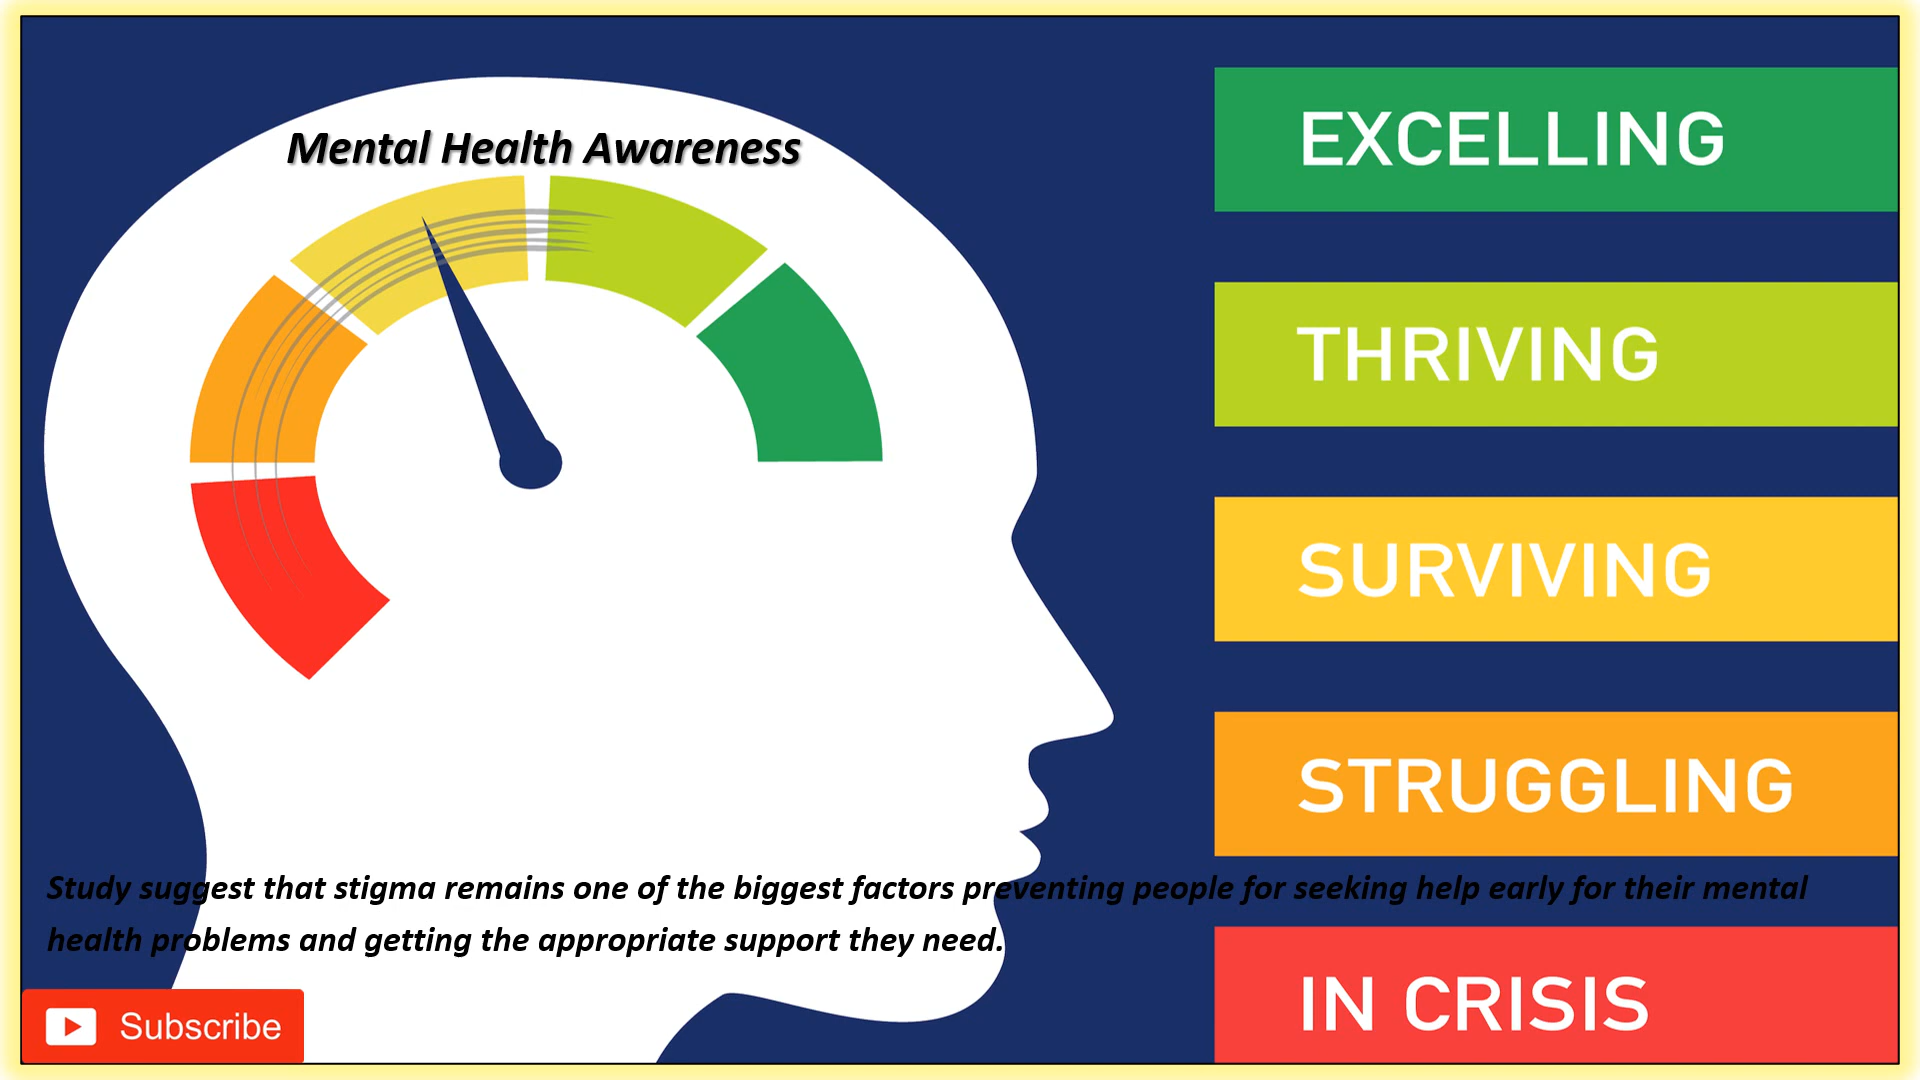 Mental Health Awareness
EXCELLING
THRIVING
SURVIVING
STRUGGLING
Study suggest that stigma remains one of the biggest factors preventing people for seeking help early for their mental
health problems and getting the appropriate support they need.
IN CRISIS
Subscribe